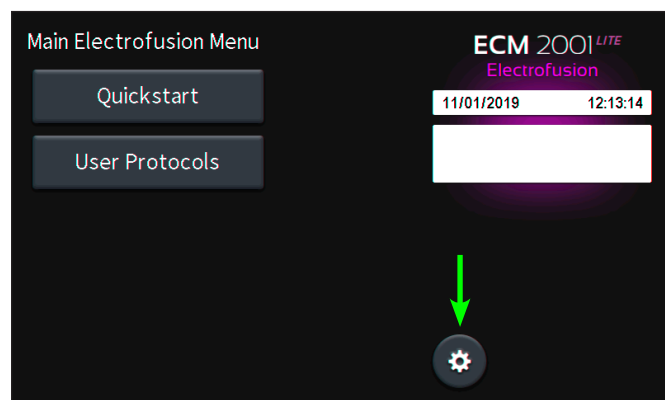 Main Electrofusion Menu
Quickstart
User Protocols
ECM 2001 LITE
Electrofusion
11/01/2019 12:13:14